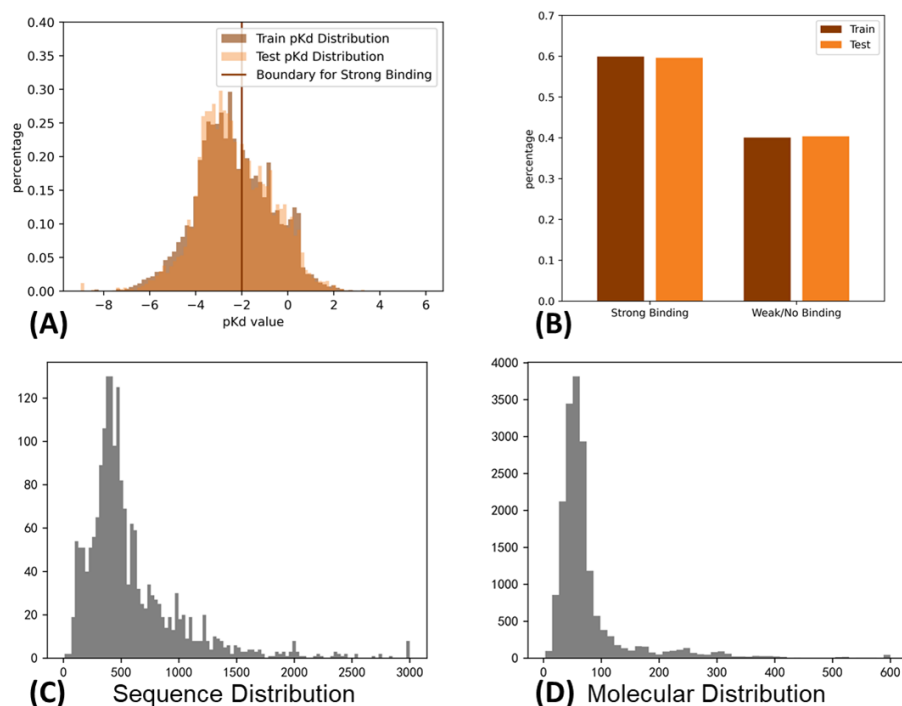 0.40
0.35
0.30
0.25
0.20
0.15
0.10
0.05
0.00
percentage
Train pKd Distribution
Test pKd Distribution
Boundary for Strong Binding
−8 −6 −4 −2 0 2 4 6
pKd value
(A)
0.7
0.6
0.5
0.4
0.3
0.2
0.1
0.0
percentage
Train
Test
Strong Binding Weak/No Binding
(B)
120
100
80
60
40
20
0
0 500 1000 1500 2000 2500 3000
(C) Sequence Distribution
4000
3500
3000
2500
2000
1500
1000
500
0
0 100 200 300 400 500 600
(D) Molecular Distribution